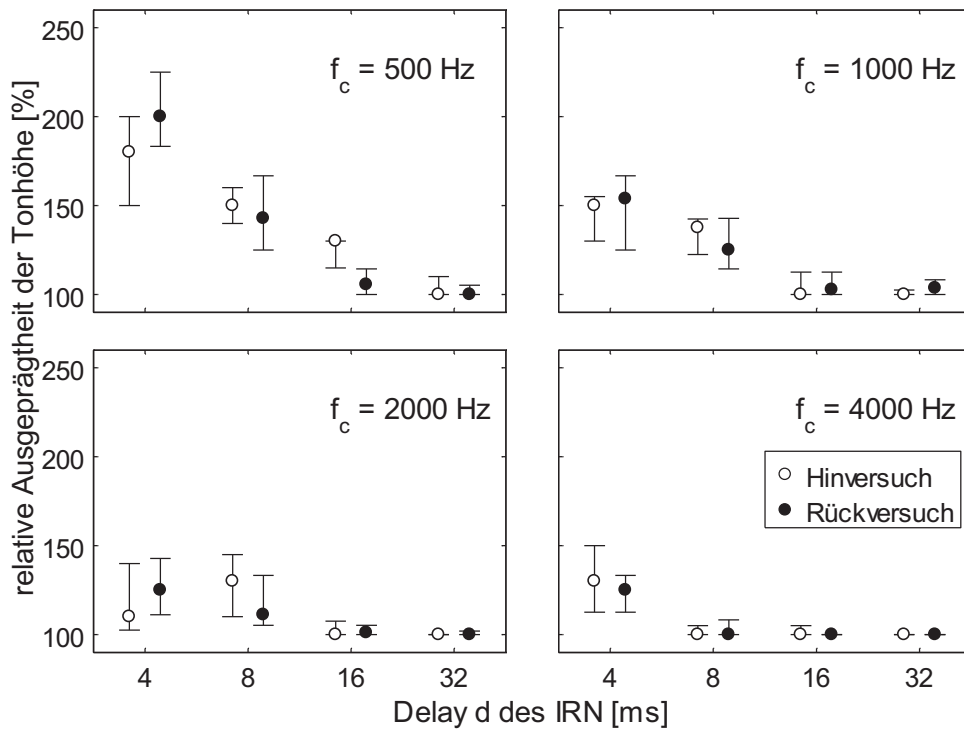 relative Ausgeprägtheit der Tonhöhe [%]
250
200
150
100
f_c = 500 Hz
f_c = 1000 Hz
250
200
150
100
f_c = 2000 Hz
f_c = 4000 Hz
Hinversuch
Rückversuch
4 8 16 32
4 8 16 32
Delay d des IRN [ms]